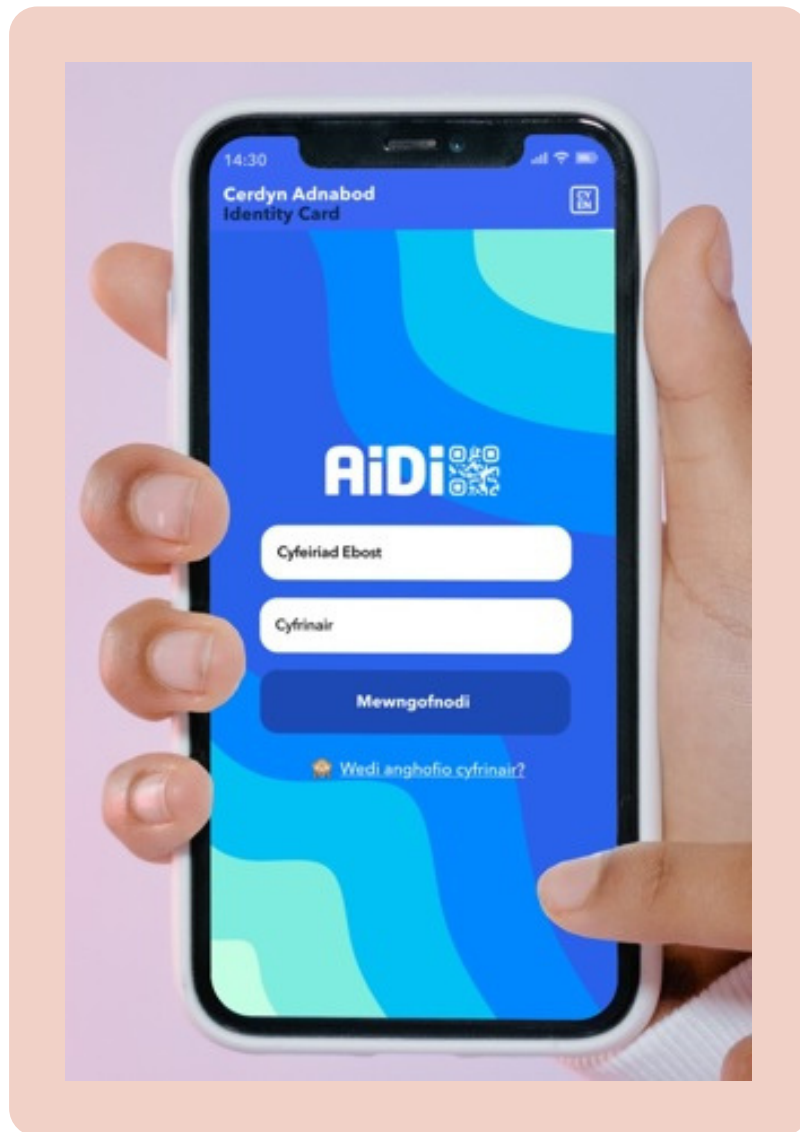 14:30
Cerdyn Adnabod
Identity Card
CY
EN
AiDi
Cyfeiriad Ebost
Cyfrinair
Mewngofnodi
Wedi anghofio cyfrinair?